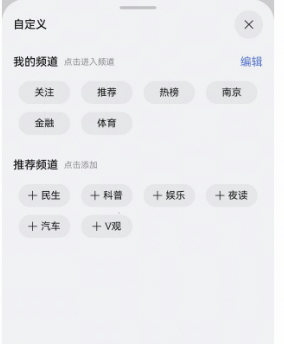 自定义
我的频道 点击进入频道 编辑
关注 推荐 热榜 南京
金融 体育
推荐频道 点击添加
+ 民生 + 科普 + 娱乐 + 夜读
+ 汽车 + V观